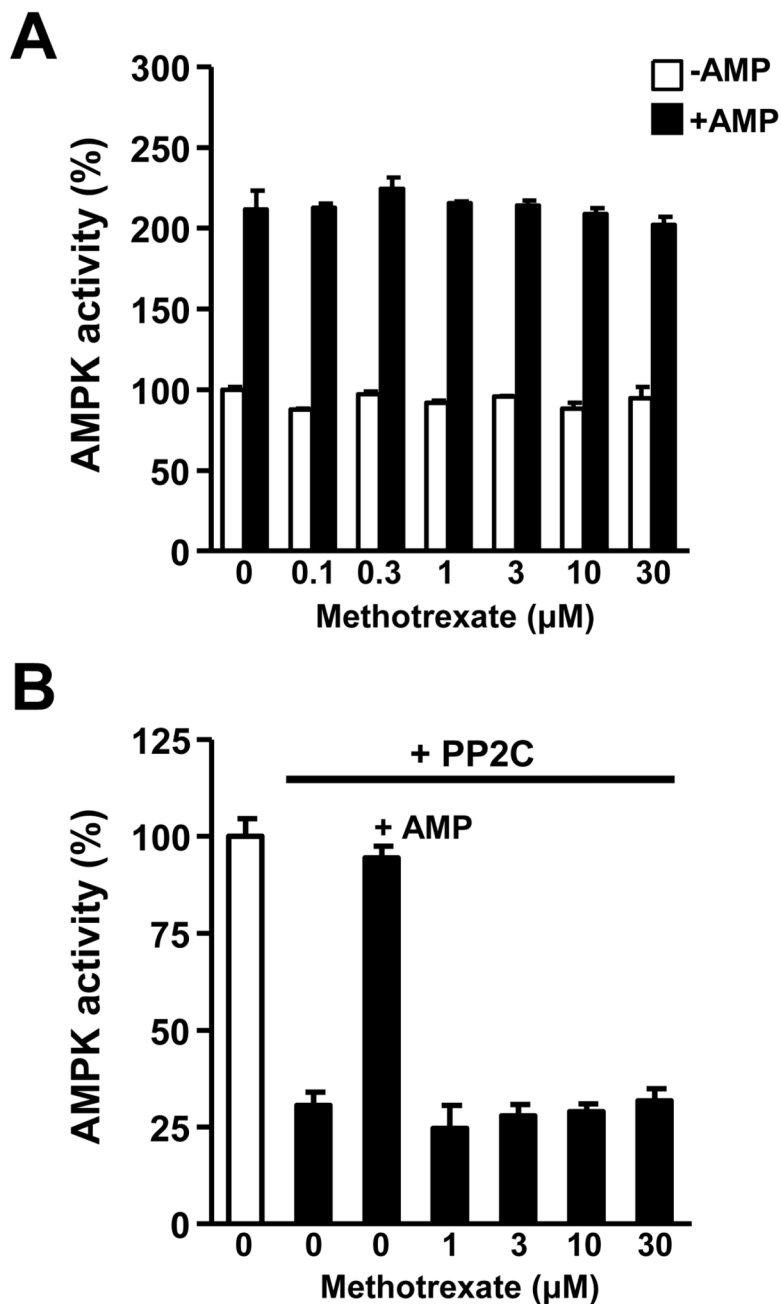 A
300
250
200
150
100
50
0
AMPK activity (%)
-AMP
+AMP
0 0.1 0.3 1 3 10 30
Methotrexate (µM)
B
125
100
75
50
25
0
AMPK activity (%)
+ PP2C
+ AMP
0 0 0 1 3 10 30
Methotrexate (µM)